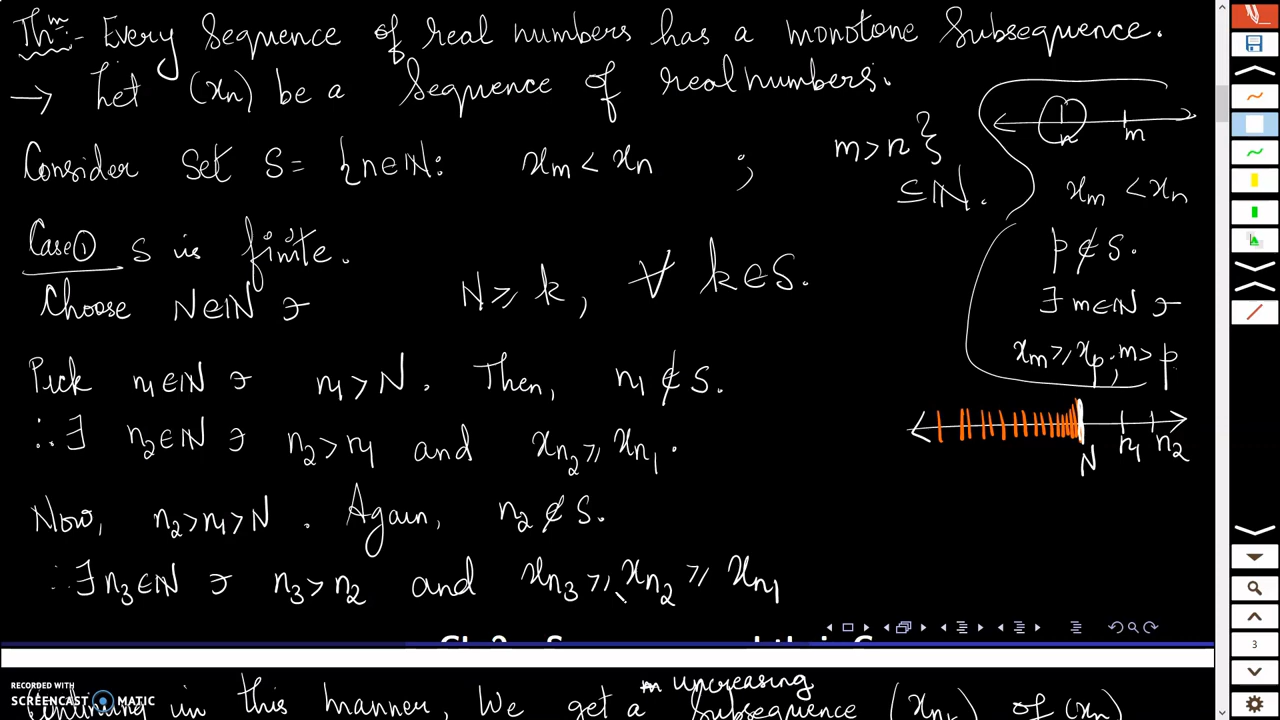 Thm:- Every Sequence of real numbers has a monotone Subsequence.
→ Let (xn) be a Sequence of real numbers.
Consider Set S = {n∈ℕ: xm < xn ; m>n}
⊆ℕ.
Case① S is finite.
Choose N∈ℕ ∋ N ≥ k, ∀ k∈S.
Pick n1∈ℕ ∋ n1 > N. Then, n1 ∉ S.
∴ ∃ n2∈ℕ ∋ n2 > n1 and xn2 ≥ xn1.
Now, n2>n1>N. Again, n2 ∉ S.
∴ ∃ n3∈ℕ ∋ n3 > n2 and xn3 ≥ xn2 ≥ xn1
n m
xm < xn
p ∉ S.
∃ m∈ℕ ∋
xm ≥ xp ; m > p
N n1 n2
3
in this manner, We get a m increasing Subsequence (xnk) of (xn)
RECORDED WITH
SCREENCAST MATIC